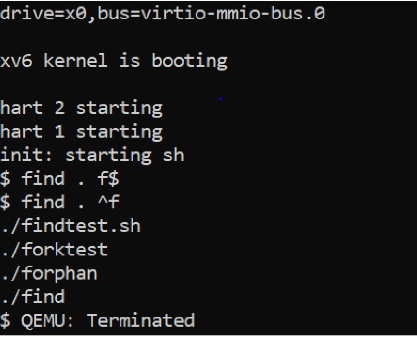 drive=x0,bus=virtio-mmio-bus.0
xv6 kernel is booting
hart 2 starting
hart 1 starting
init: starting sh
$ find . f$
$ find . ^f
./findtest.sh
./forktest
./forphan
./find
$ QEMU: Terminated